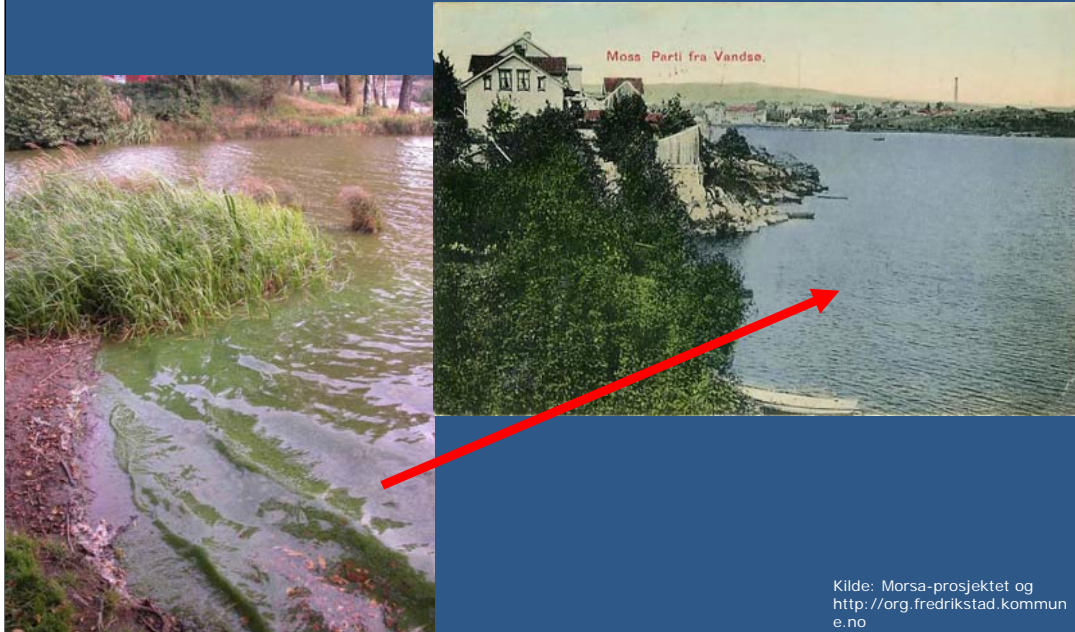 Moss Parti fra Vandsø.
Kilde: Morsa-prosjektet og
http://org.fredrikstad.kommun
e.no